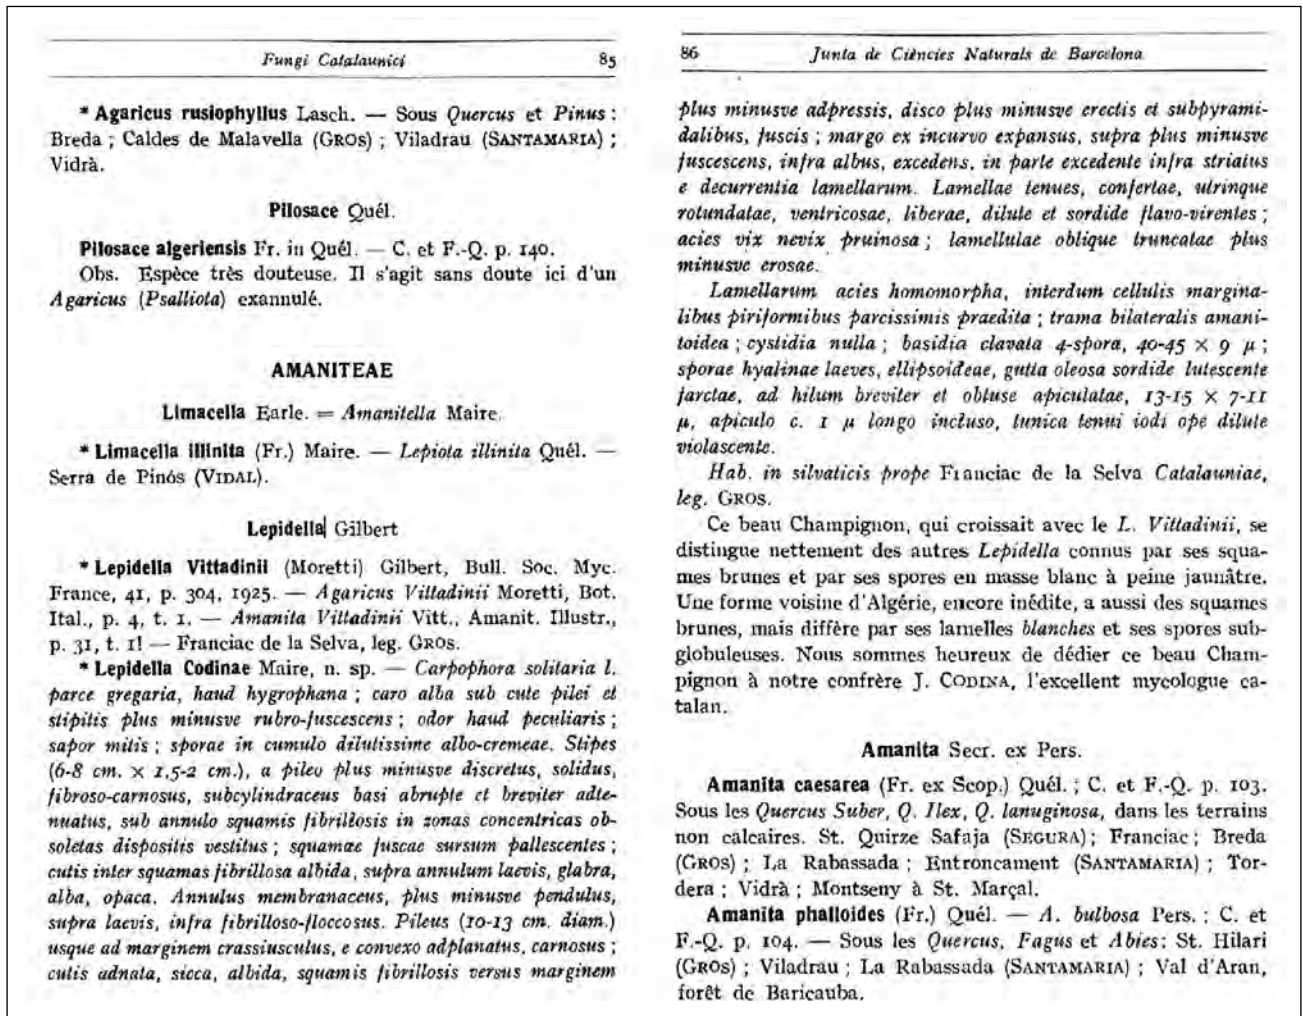 Fungi Catalaunici 85
* Agaricus rusiophyllus Lasch. — Sous Quercus et Pinus :
Breda ; Caldes de Malavella (GROS) ; Viladrau (SANTAMARIA) ;
Vidrà.
Pilosace Quél.
Pilosace algeriensis Fr. in Quél. — C. et F.-Q. p. 140.
Obs. Espèce très douteuse. Il s'agit sans doute ici d'un
Agaricus (Psalliota) exannulé.
AMANITEAE
Limacella Earle. = Amanitella Maire.
* Limacella illinita (Fr.) Maire. — Lepiota illinita Quél. —
Serra de Pinós (VIDAL).
Lepidella Gilbert
* Lepidella Vittadinii (Moretti) Gilbert, Bull. Soc. Myc.
France, 41, p. 304, 1925. — Agaricus Vittadinii Moretti, Bot.
Ital., p. 4, t. 1. — Amanita Vittadinii Vitt., Amanit. Illustr.,
p. 31, t. 1! — Franciac de la Selva, leg. GROS.
* Lepidella Codinae Maire, n. sp. — Carpophora solitaria l.
parce gregaria, haud hygrophana ; caro alba sub cute pilei et
stipitis plus minusve rubro-fuscescens ; odor haud peculiaris ;
sapor mitis ; sporae in cumulo dilutissime albo-cremeae. Stipes
(6-8 cm. × 1,5-2 cm.), a pileo plus minusve discretus, solidus,
fibroso-carnosus, subcylindraceus basi abrupte et breviter adte-
nuatus, sub annulo squamis fibrillosis in zonas concentricas ob-
soletas dispositis vestitus ; squamae fuscae sursum pallescentes ;
cutis inter squamas fibrillosa albida, supra annulum laevis, glabra,
alba, opaca. Annulus membranaceus, plus minusve pendulus,
supra laevis, infra fibrilloso-floccosus. Pileus (10-13 cm. diam.)
usque ad marginem crassiusculus, e convexo adplanatus, carnosus ;
cutis adnata, sicca, albida, squamis fibrillosis versus marginem
86 Junta de Ciències Naturals de Barcelona
plus minusve adpressis, disco plus minusve erectis et subpyrami-
dalibus, fuscis ; margo ex incurvo expansus, supra plus minusve
fuscescens, infra albus, excedens, in parte excedente infra striatus
e decurrentia lamellarum. Lamellae tenues, confertae, utrinque
rotundatae, ventricosae, liberae, dilute et sordide flavo-virentes ;
acies vix nevix pruinosa ; lamellulae oblique truncatae plus
minusve erosae.
Lamellarum acies homomorpha, interdum cellulis margina-
libus piriformibus parcissimis praedita ; trama bilateralis amani-
toidea ; cystidia nulla ; basidia clavata 4-spora, 40-45 × 9 μ ;
sporae hyalinae laeves, ellipsoideae, gutta oleosa sordide lutescente
farctae, ad hilum breviter et obtuse apiculatae, 13-15 × 7-11
μ, apiculo c. 1 μ longo incluso, tunica tenui iodi ope dilute
violascente.
Hab. in silvaticis prope Franciac de la Selva Catalauniae,
leg. GROS.
Ce beau Champignon, qui croissait avec le L. Vittadinii, se
distingue nettement des autres Lepidella connus par ses squa-
mes brunes et par ses spores en masse blanc à peine jaunâtre.
Une forme voisine d'Algérie, encore inédite, a aussi des squames
brunes, mais diffère par ses lamelles blanches et ses spores sub-
globuleuses. Nous sommes heureux de dédier ce beau Cham-
pignon à notre confrère J. CODINA, l'excellent mycologue ca-
talan.
Amanita Secr. ex Pers.
Amanita caesarea (Fr. ex Scop.) Quél. ; C. et F.-Q. p. 103.
Sous les Quercus Suber, Q. Ilex, Q. lanuginosa, dans les terrains
non calcaires. St. Quirze Safaja (SEGURA) ; Franciac ; Breda
(GROS) ; La Rabassada ; Entroncament (SANTAMARIA) ; Tor-
dera ; Vidrà ; Montseny à St. Marçal.
Amanita phalloides (Fr.) Quél. — A. bulbosa Pers. ; C. et
F.-Q. p. 104. — Sous les Quercus, Fagus et Abies: St. Hilari
(GROS) ; Viladrau ; La Rabassada (SANTAMARIA) ; Val d'Aran,
forêt de Baricauba.